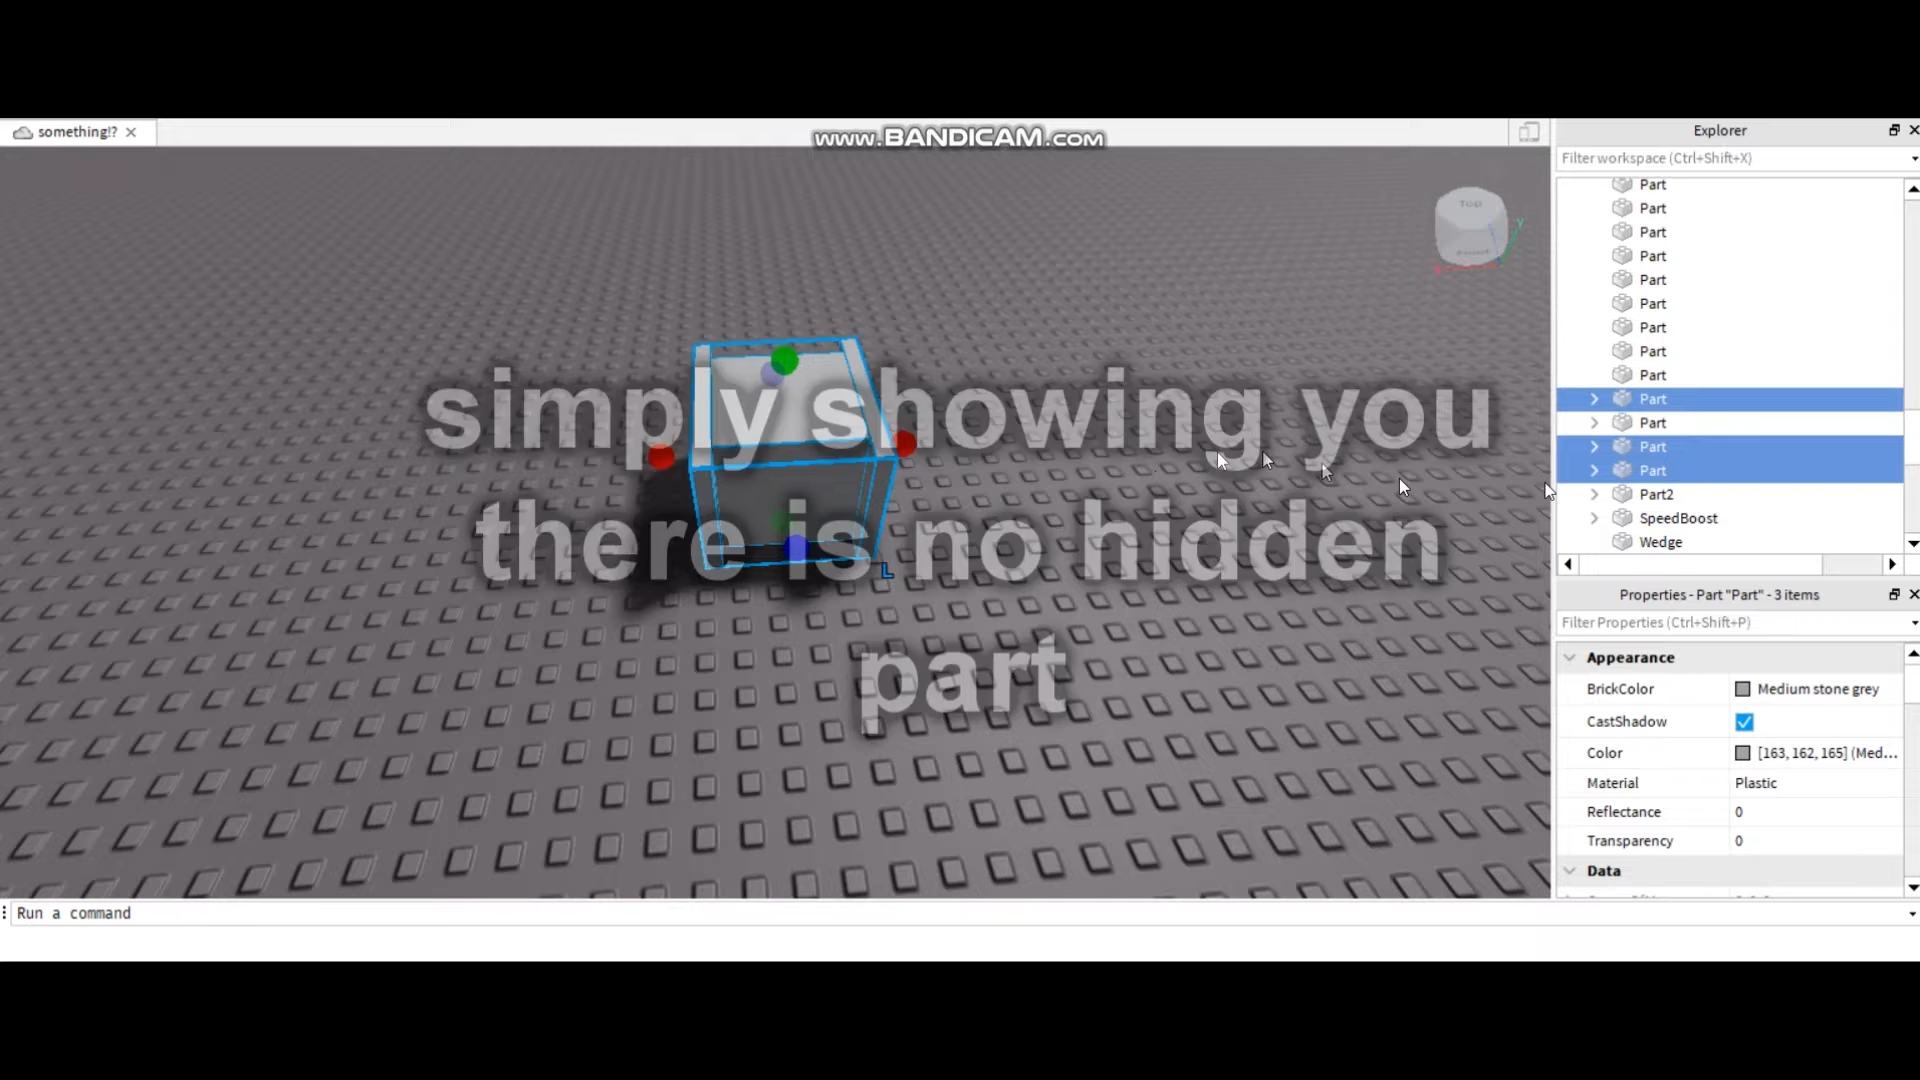 something!?
www.BANDICAM.com
Explorer
Filter workspace (Ctrl+Shift+X)
Part
Part
Part
Part
Part
Part
Part
Part
Part
Part
Part
Part
Part
Part2
SpeedBoost
Wedge
Top
Y
simply showing you
there is no hidden
part
L
Properties - Part "Part" - 3 items
Filter Properties (Ctrl+Shift+P)
Appearance
BrickColor Medium stone grey
CastShadow
Color [163, 162, 165] (Med...
Material Plastic
Reflectance 0
Transparency 0
Data
Run a command